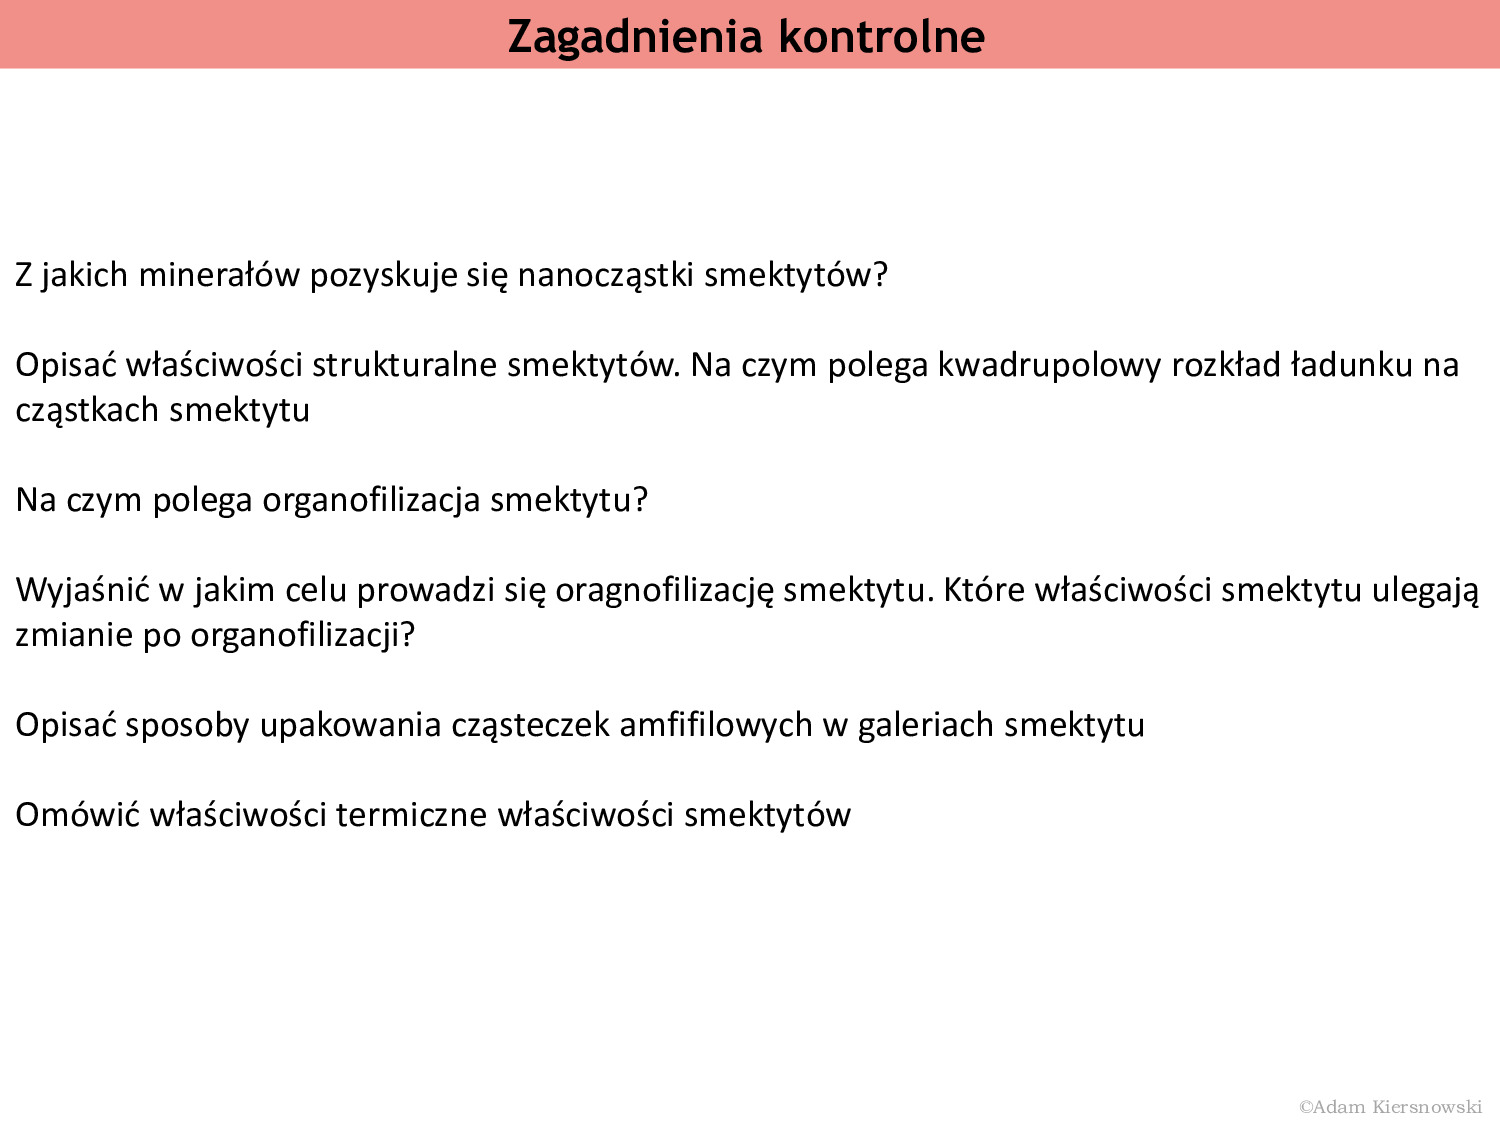 Zagadnienia kontrolne
Z jakich minerałów pozyskuje się nanocząstki smektytów?
Opisać właściwości strukturalne smektytów. Na czym polega kwadrupolowy rozkład ładunku na
cząstkach smektytu
Na czym polega organofilizacja smektytu?
Wyjaśnić w jakim celu prowadzi się oragnofilizację smektytu. Które właściwości smektytu ulegają
zmianie po organofilizacji?
Opisać sposoby upakowania cząsteczek amfifilowych w galeriach smektytu
Omówić właściwości termiczne właściwości smektytów
©Adam Kiersnowski